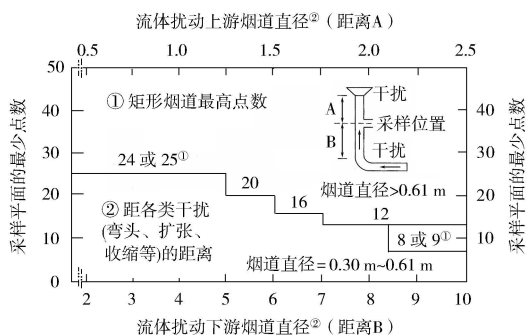 流体扰动上游烟道直径②（距离A）
0.5 1.0 1.5 2.0 2.5
50 40 30 20 10 0
采样平面的最少点数
①矩形烟道最高点数
24 或 25①
20
16
12
8 或 9①
②距各类干扰
(弯头、扩张、
收缩等)的距离
A
B
干扰
采样位置
干扰
烟道直径>0.61 m
烟道直径=0.30 m~0.61 m
40 30 20 10
采样平面的最少点数
2 3 4 5 6 7 8 9 10
流体扰动下游烟道直径②（距离B）